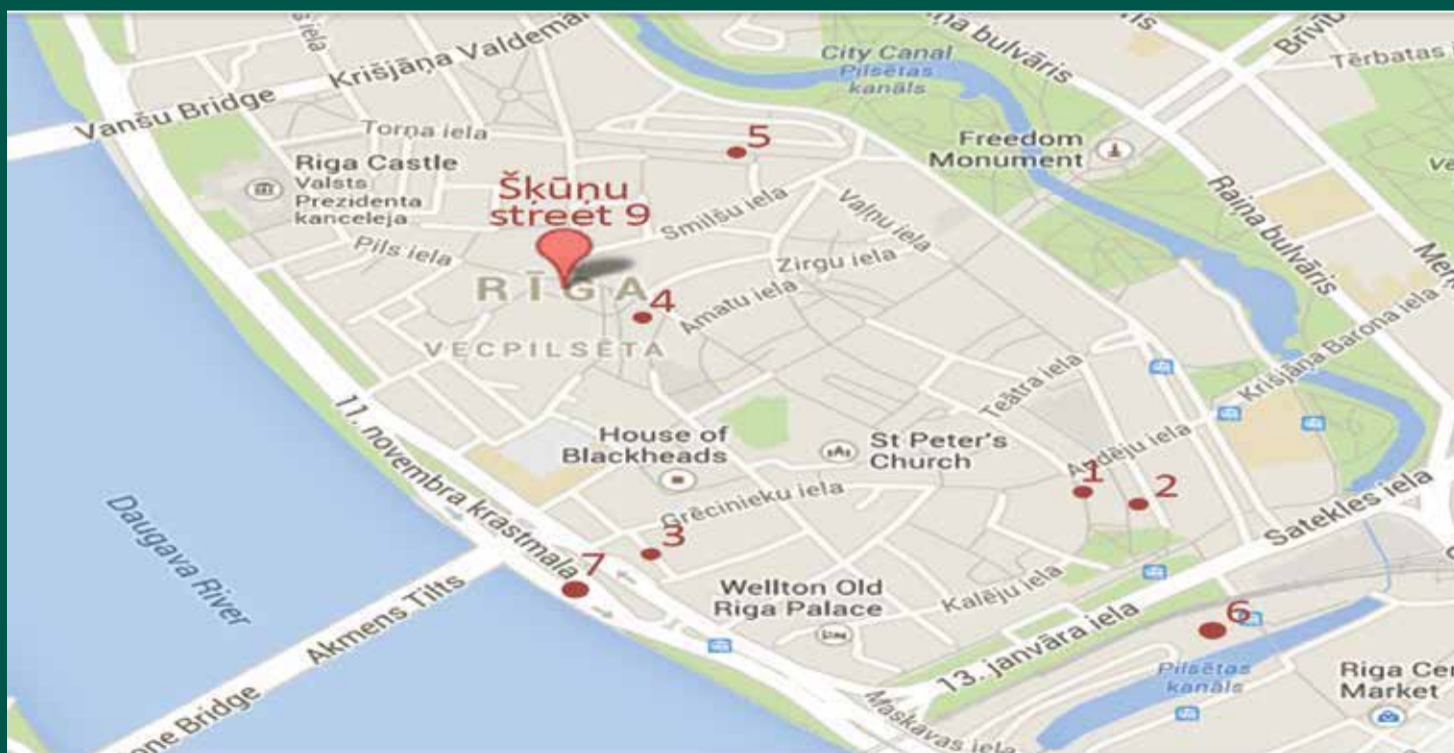 Krišjāņa Valdemar
Vanšu Bridge
Torņa iela
Riga Castle
Valsts
Prezidenta
kanceleja
Pils iela
Šķūņu
street 9
5
Smilšu iela
Valņu iela
Zirgu iela
City Canal
Pilsētas
kanāls
Freedom
Monument
Raiņa bulvāris
Tērbatas
Raiņa bulvāris
RĪGA
4
Amatu iela
VECPILSĒTA
Teātra iela
Krišjāņa Barona iela
11. novembra krastmala
House of
Blackheads
St Peter's
Church
Audēju iela
1
2
Grēcinieku iela
3
Satekles iela
Daugava River
7
Wellton Old
Riga Palace
Kalēju iela
Akmens Tilts
13. janvāra iela
6
Pilsētas
kanāls
Riga Cen
Market
one Bridge
Maskavas iela